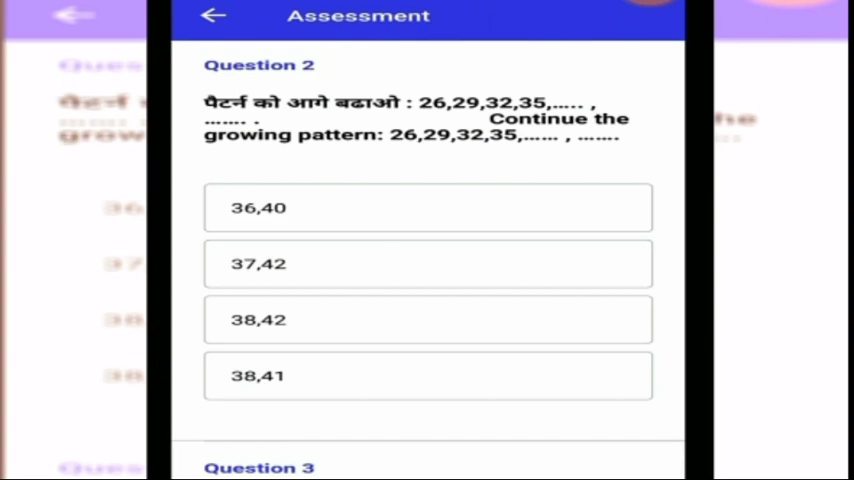 Assessment
Question 2
पैटर्न को आगे बढाओ : 26,29,32,35,..... ,
....... . Continue the
growing pattern: 26,29,32,35,...... , .......
36,40
37,42
38,42
38,41
Question 3